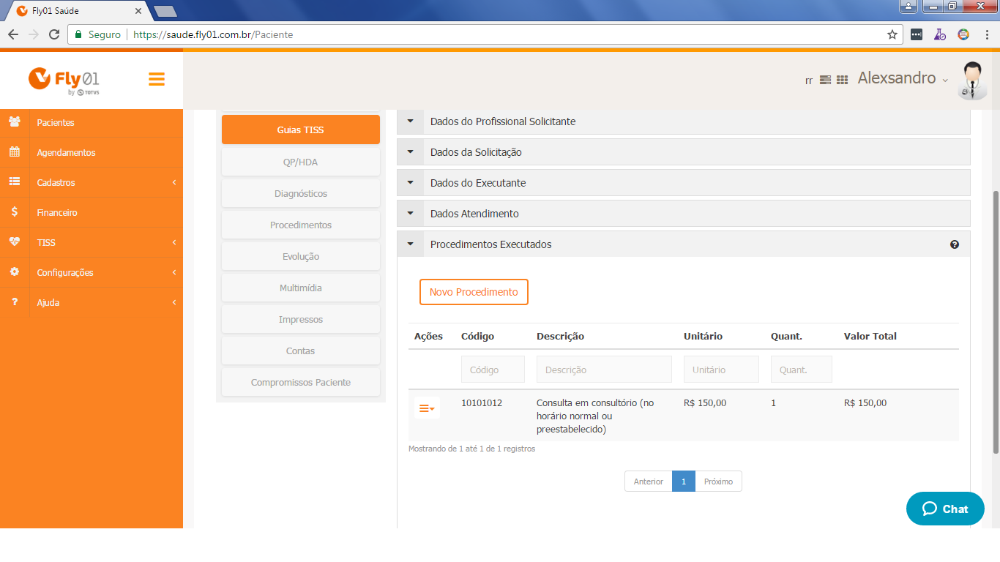 Fly01 Saúde
Seguro
https://saude.fly01.com.br/Paciente
Fly01
by TOTVS
rr
Alexsandro
Pacientes
Agendamentos
Cadastros
Financeiro
TISS
Configurações
Ajuda
Guias TISS
QP/HDA
Diagnósticos
Procedimentos
Evolução
Multimídia
Impressos
Contas
Compromissos Paciente
Dados do Profissional Solicitante
Dados da Solicitação
Dados do Executante
Dados Atendimento
Procedimentos Executados
Novo Procedimento
Ações Código Descrição Unitário Quant. Valor Total
Código Descrição Unitário Quant.
10101012 Consulta em consultório (no R$ 150,00 1 R$ 150,00
horário normal ou
preestabelecido)
Mostrando de 1 até 1 de 1 registros
Anterior 1 Próximo
Chat